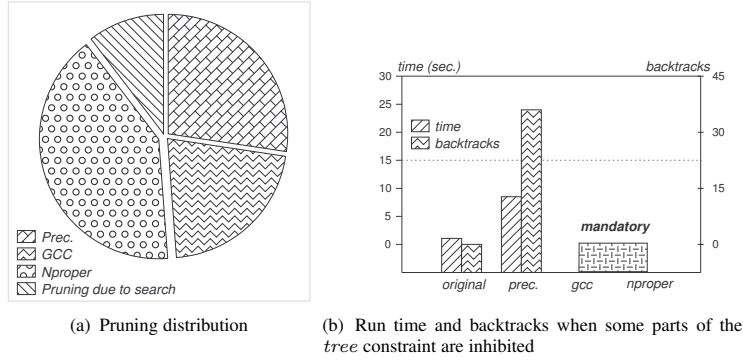 Prec.
GCC
Nproper
Pruning due to search
(a) Pruning distribution
time (sec.)
backtracks
30
25
20
15
10
5
0
45
30
15
0
time
backtracks
mandatory
original
prec.
gcc
nproper
(b) Run time and backtracks when some parts of the
tree constraint are inhibited